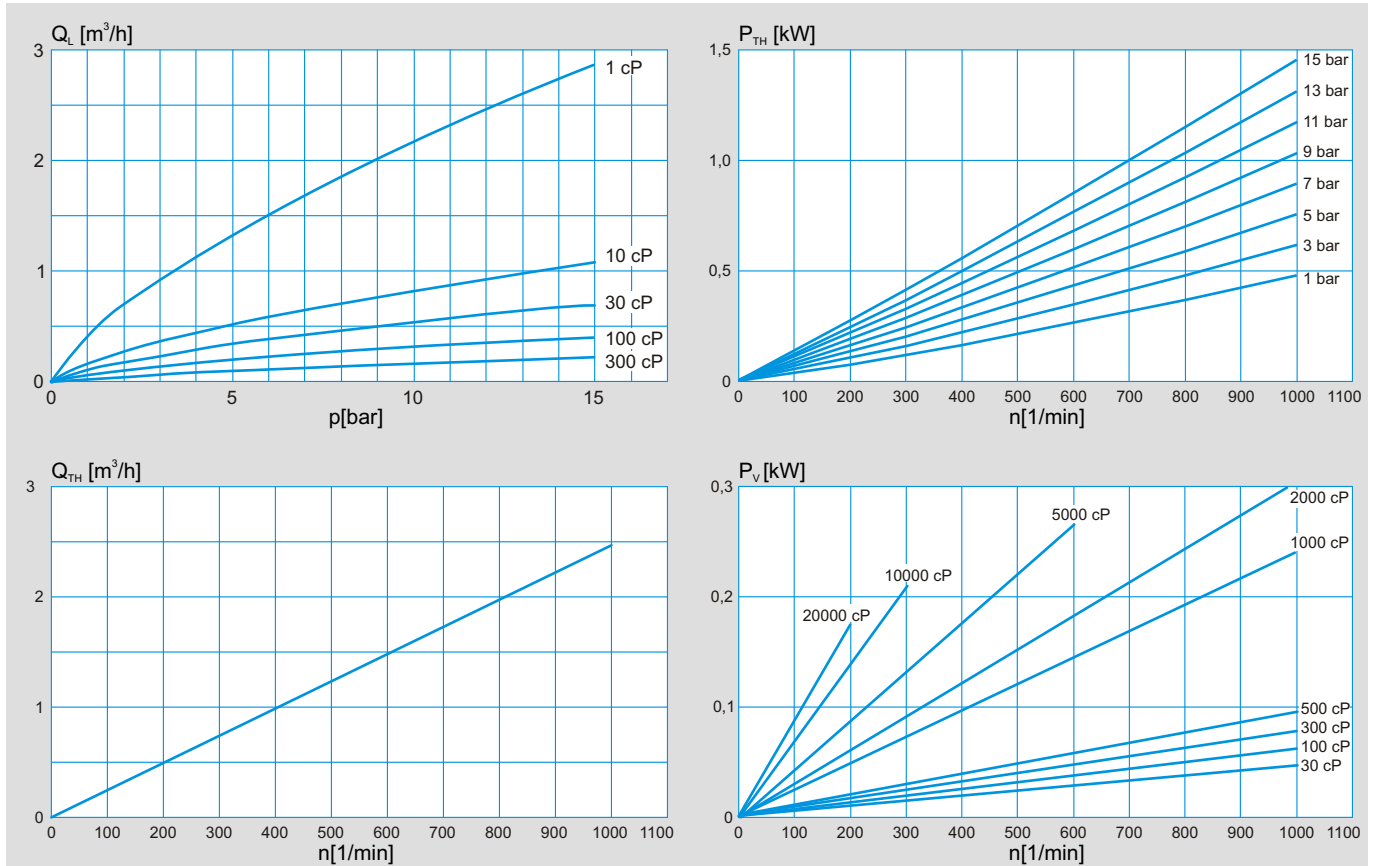 Q_L [m³/h]
3
2
1
0
1 cP
10 cP
30 cP
100 cP
300 cP
0 5 10 15
p[bar]
P_TH [kW]
1,5
1,0
0,5
0
15 bar
13 bar
11 bar
9 bar
7 bar
5 bar
3 bar
1 bar
0 100 200 300 400 500 600 700 800 900 1000 1100
n[1/min]
Q_TH [m³/h]
3
2
1
0
0 100 200 300 400 500 600 700 800 900 1000 1100
n[1/min]
P_V [kW]
0,3
0,2
0,1
0
20000 cP
10000 cP
5000 cP
2000 cP
1000 cP
500 cP
300 cP
100 cP
30 cP
0 100 200 300 400 500 600 700 800 900 1000 1100
n[1/min]